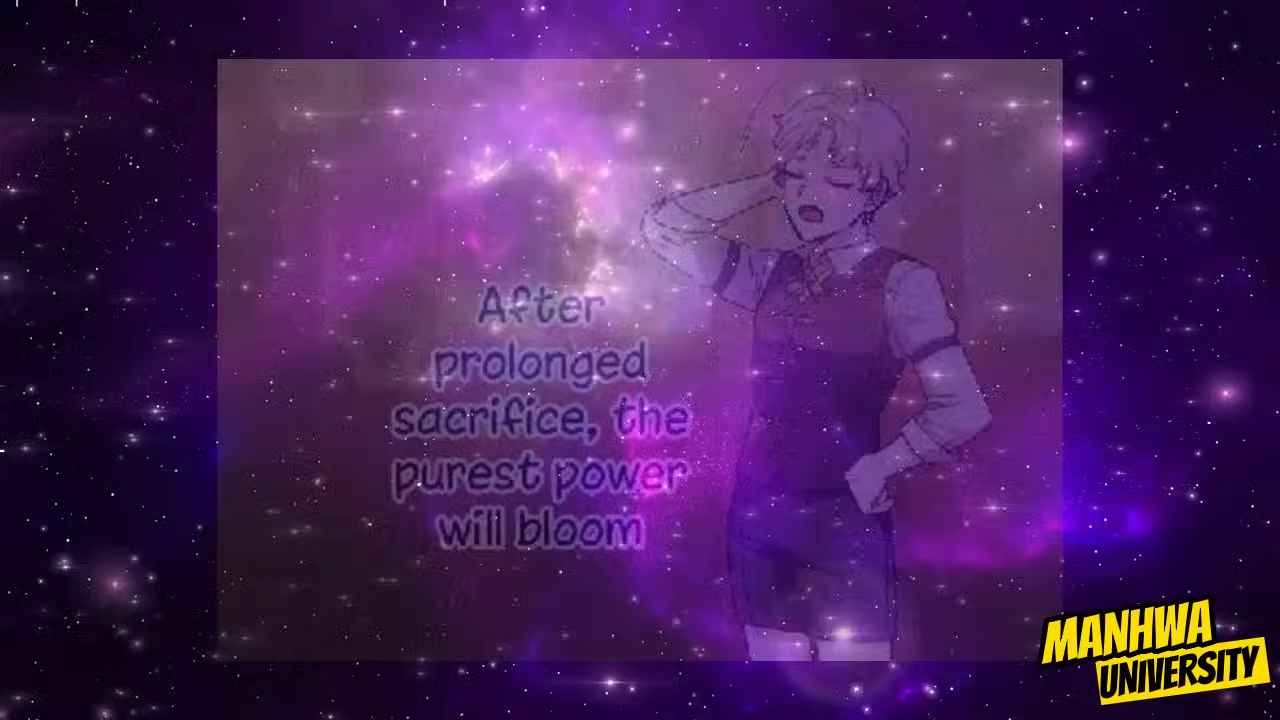 After
prolonged
sacrifice, the
purest power
will bloom
MANHWA
UNIVERSITY